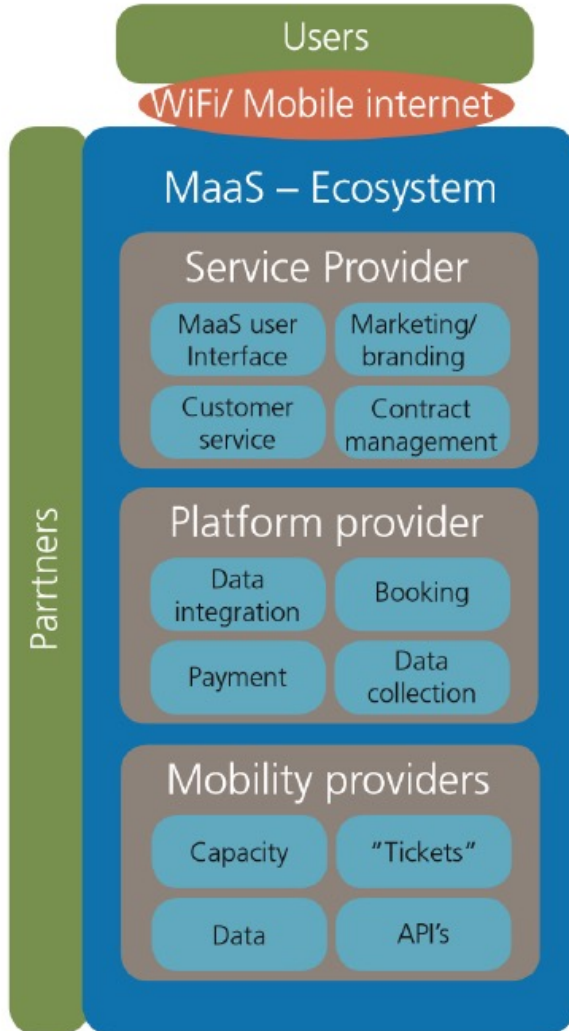 Users
WiFi/ Mobile internet
MaaS – Ecosystem
Service Provider
MaaS user
Interface
Marketing/
branding
Customer
service
Contract
management
Platform provider
Data
integration
Booking
Payment
Data
collection
Mobility providers
Capacity
”Tickets”
Data
API’s
Parrtners